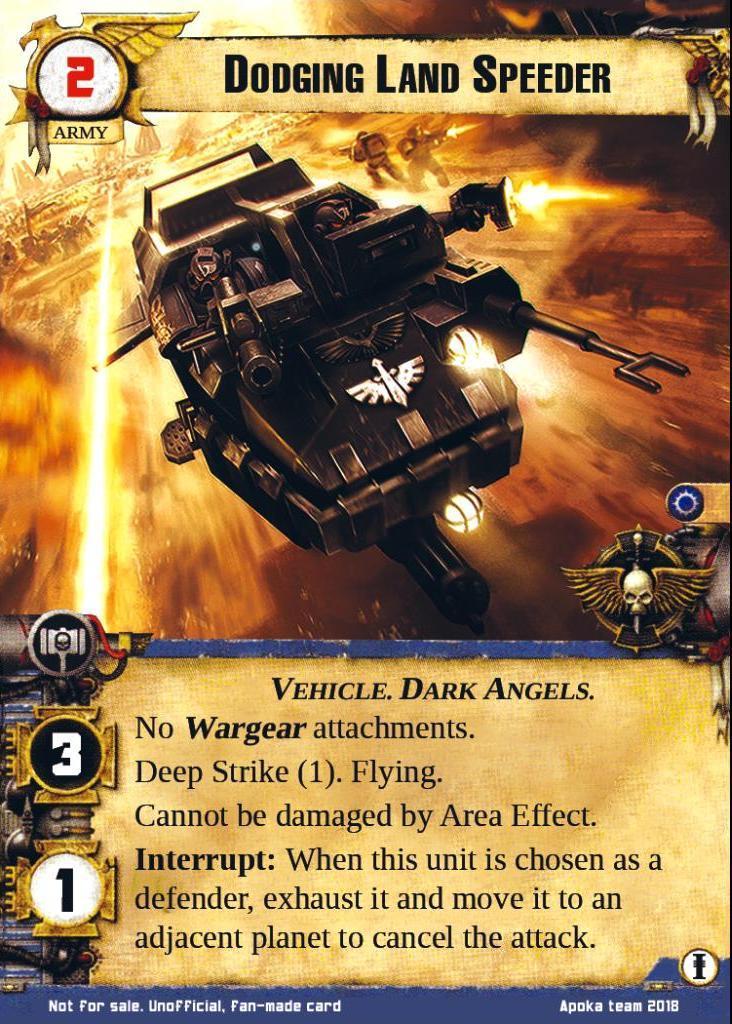 2
DODGING LAND SPEEDER
ARMY
VEHICLE. DARK ANGELS.
No Wargear attachments.
3
Deep Strike (1). Flying.
Cannot be damaged by Area Effect.
Interrupt: When this unit is chosen as a
1
defender, exhaust it and move it to an
adjacent planet to cancel the attack.
I
Not for sale. Unofficial, fan-made card
Apoka team 2018